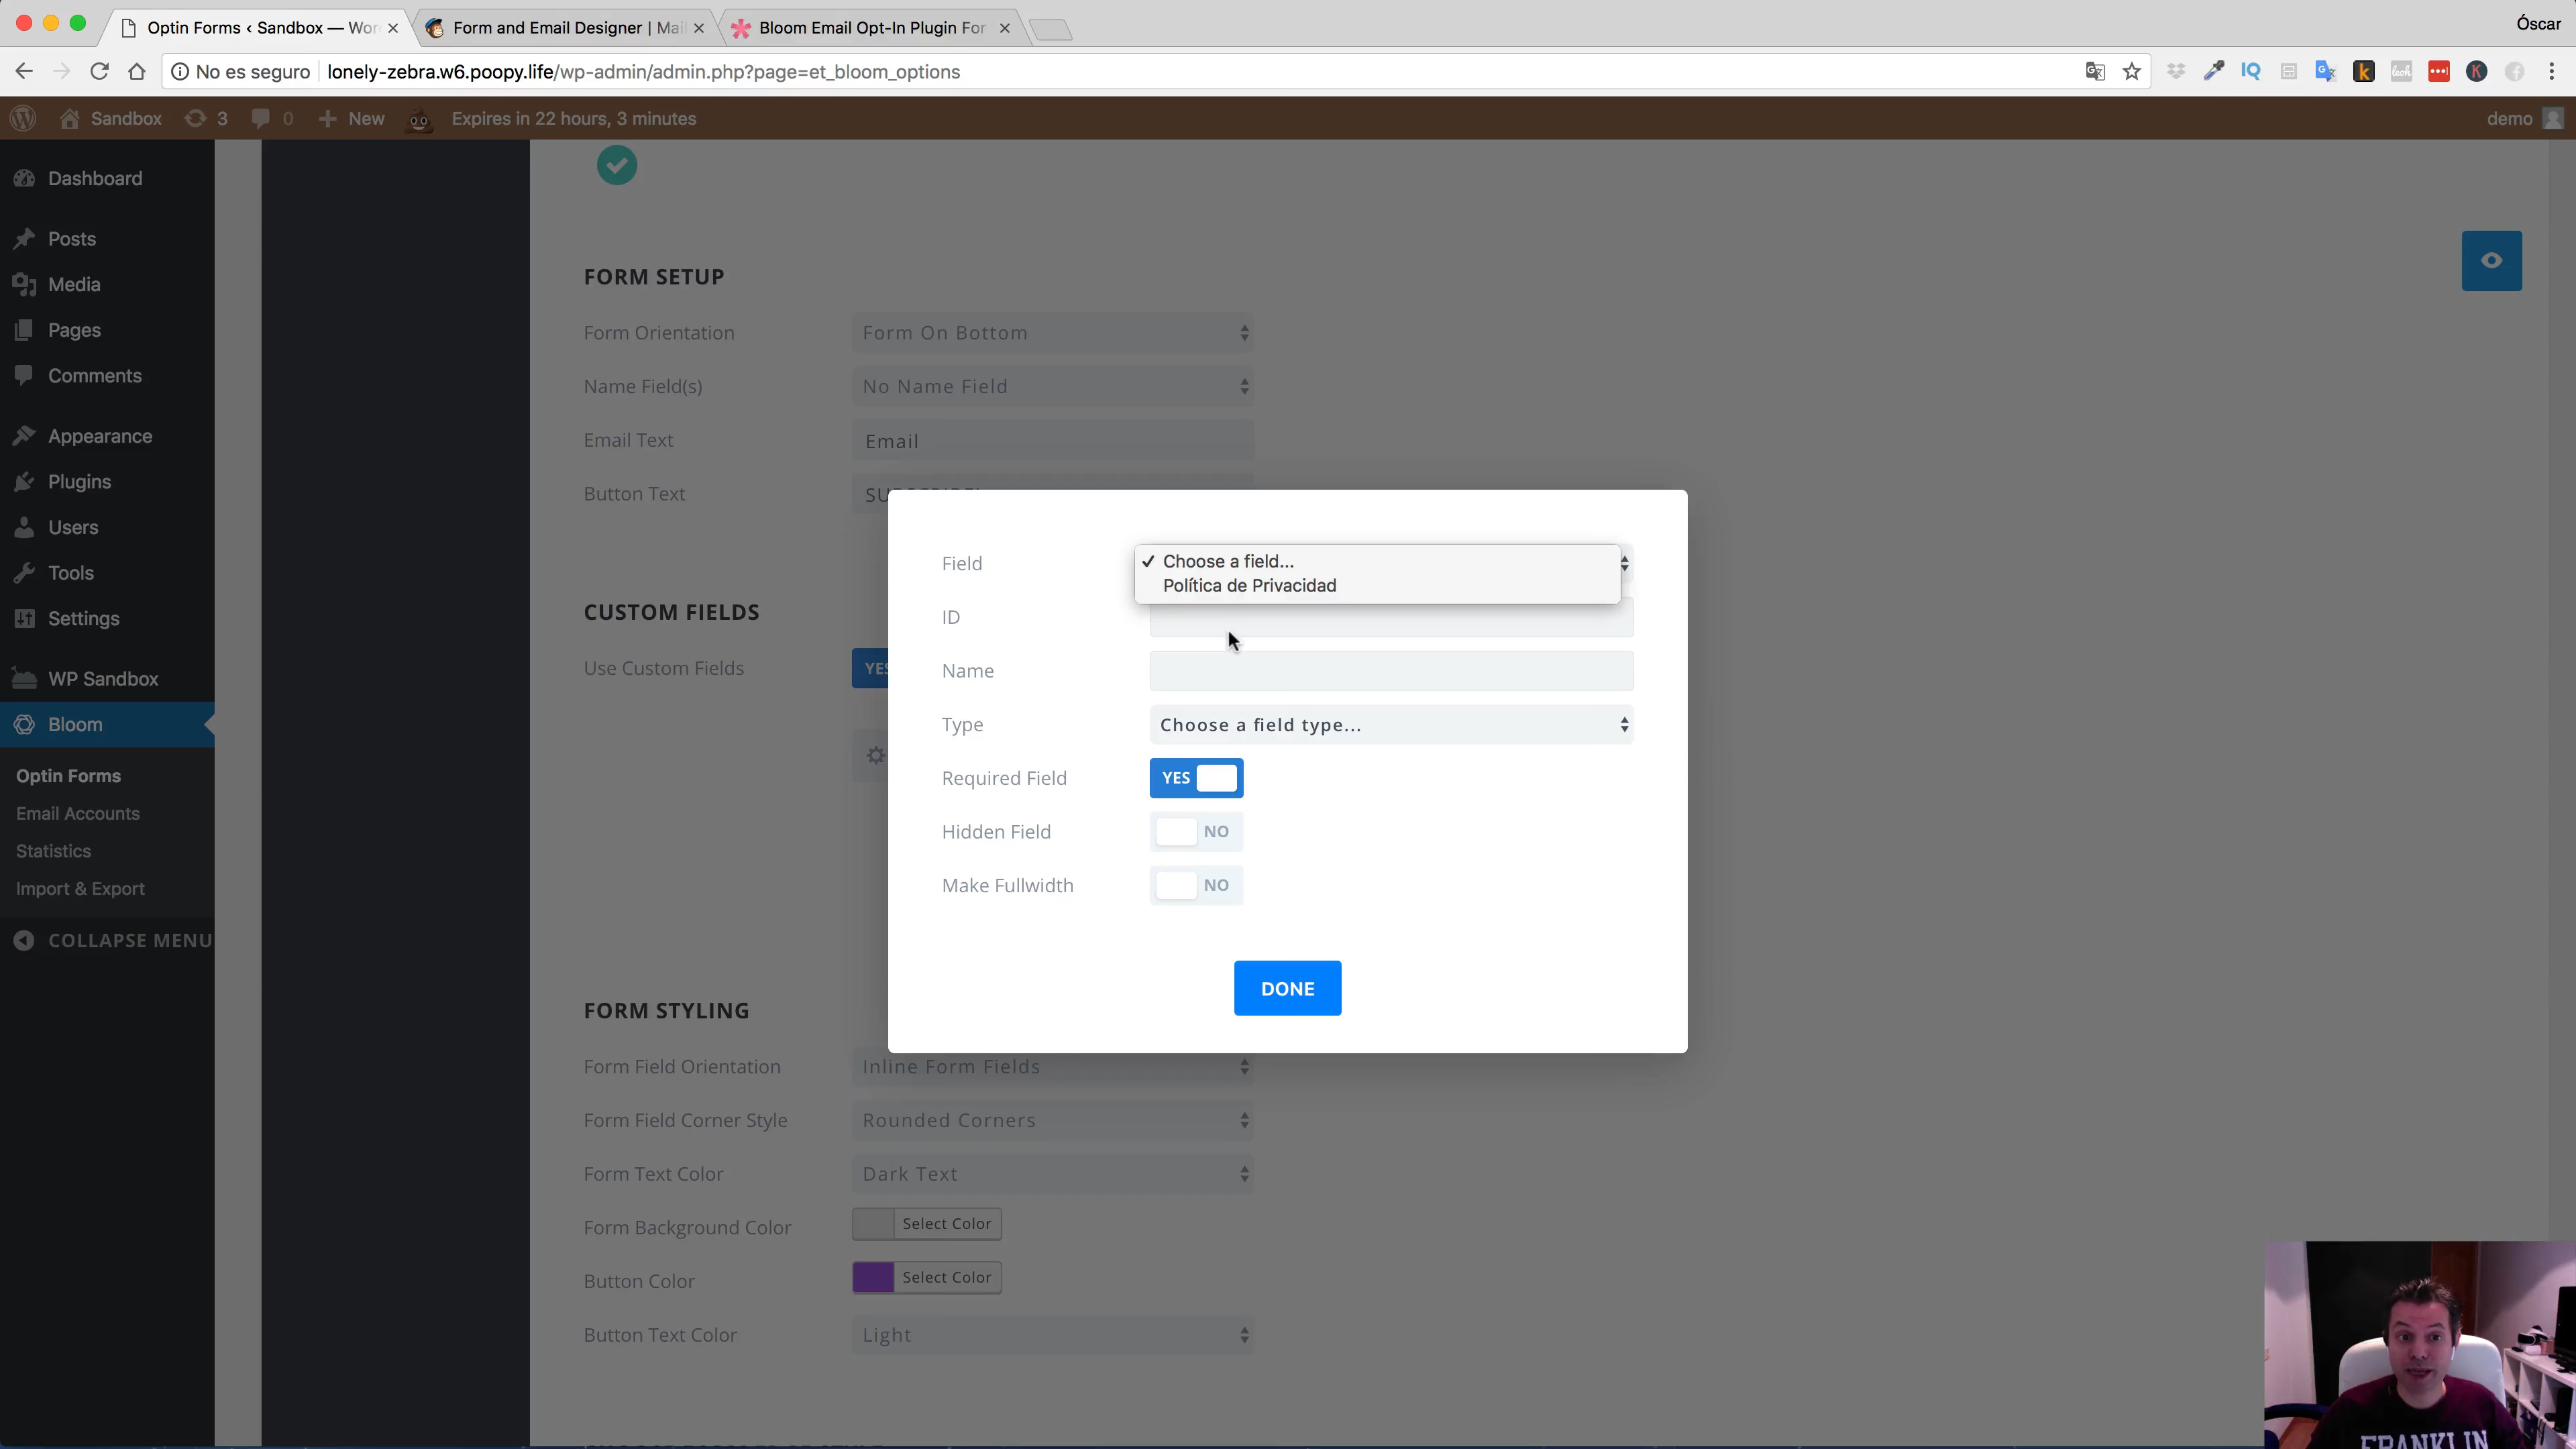 Optin Forms ‹ Sandbox — Wor
Form and Email Designer | Mail
Bloom Email Opt-In Plugin For
Óscar
No es seguro
lonely-zebra.w6.poopy.life/wp-admin/admin.php?page=et_bloom_options
Sandbox
3
0
New
Expires in 22 hours, 3 minutes
demo
Dashboard
Posts
Media
Pages
Comments
Appearance
Plugins
Users
Tools
Settings
WP Sandbox
Bloom
Optin Forms
Email Accounts
Statistics
Import & Export
COLLAPSE MENU
FORM SETUP
Form Orientation
Form On Bottom
Name Field(s)
No Name Field
Email Text
Email
Button Text
CUSTOM FIELDS
Use Custom Fields
YES
Field
Choose a field...
Política de Privacidad
ID
Name
Type
Choose a field type...
Required Field
YES
Hidden Field
NO
Make Fullwidth
NO
DONE
FORM STYLING
Form Field Orientation
Inline Form Fields
Form Field Corner Style
Rounded Corners
Form Text Color
Dark Text
Form Background Color
Select Color
Button Color
Select Color
Button Text Color
Light
FRANKLIN